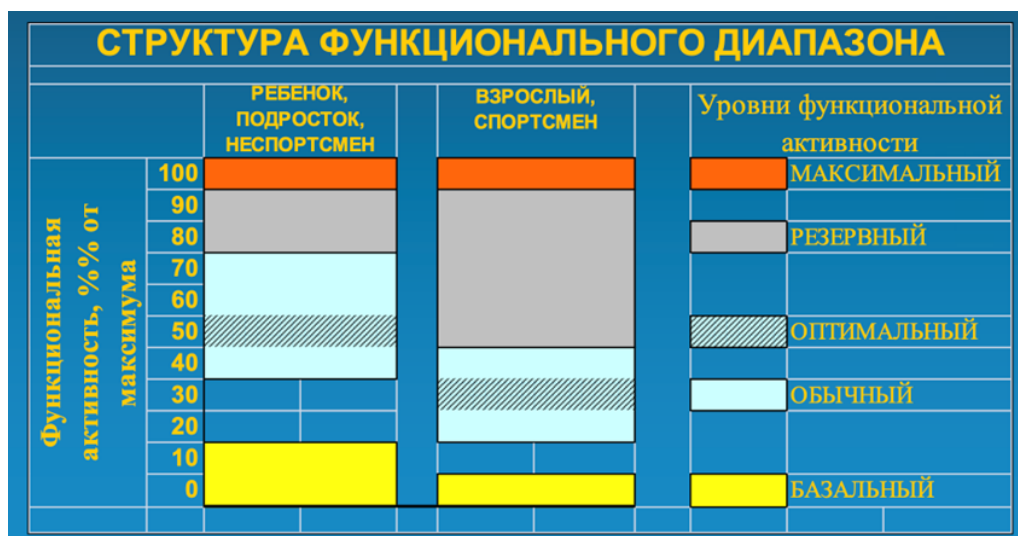 СТРУКТУРА ФУНКЦИОНАЛЬНОГО ДИАПАЗОНА
РЕБЕНОК,
ПОДРОСТОК,
НЕСПОРТСМЕН
ВЗРОСЛЫЙ,
СПОРТСМЕН
Уровни функциональной
активности
Функциональная
активность, %% от
максимума
100
90
80
70
60
50
40
30
20
10
0
МАКСИМАЛЬНЫЙ
РЕЗЕРВНЫЙ
ОПТИМАЛЬНЫЙ
ОБЫЧНЫЙ
БАЗАЛЬНЫЙ